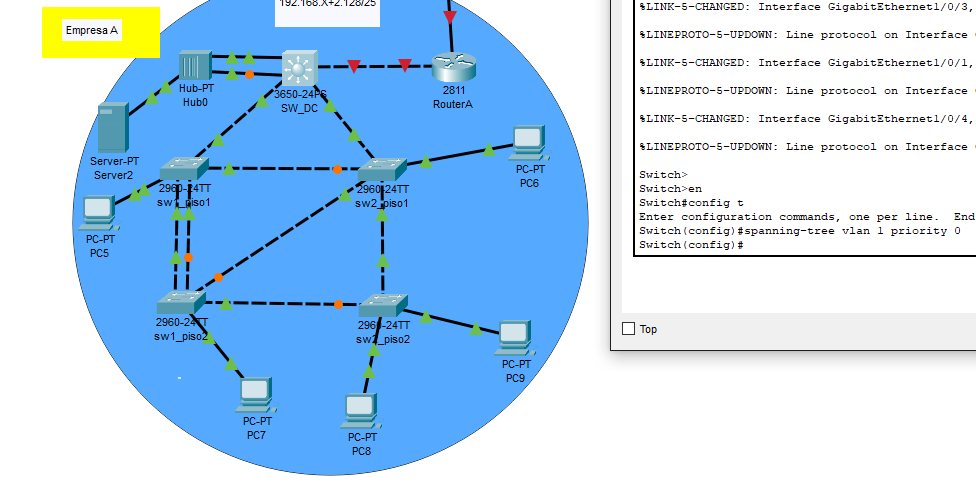 192.168.X+2.128/25
Empresa A
Hub-PT
Hub0
3650-24PS
SW_DC
2811
RouterA
Server-PT
Server2
2960-24TT
sw1_piso1
2960-24TT
sw2_piso1
PC-PT
PC6
PC-PT
PC5
2960-24TT
sw1_piso2
2960-24TT
sw2_piso2
PC-PT
PC9
PC-PT
PC7
PC-PT
PC8
%LINK-5-CHANGED: Interface GigabitEthernet1/0/3,
%LINEPROTO-5-UPDOWN: Line protocol on Interface
%LINK-5-CHANGED: Interface GigabitEthernet1/0/1,
%LINEPROTO-5-UPDOWN: Line protocol on Interface
%LINK-5-CHANGED: Interface GigabitEthernet1/0/4,
%LINEPROTO-5-UPDOWN: Line protocol on Interface
Switch>
Switch>en
Switch#config t
Enter configuration commands, one per line. End
Switch(config)#spanning-tree vlan 1 priority 0
Switch(config)#
Top